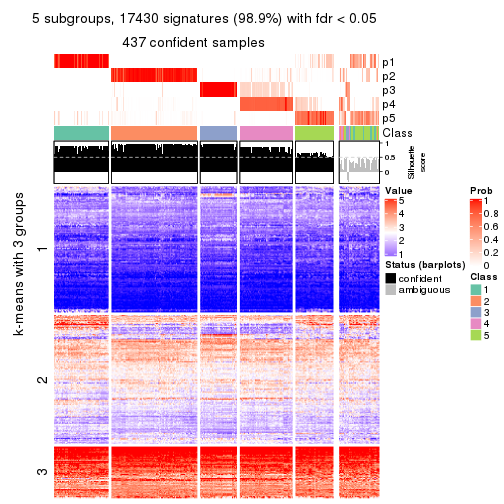 5 subgroups, 17430 signatures (98.9%) with fdr < 0.05
437 confident samples
p1
p2
p3
p4
p5
Class
1
0.5
0
Silhouette
score
k-means with 3 groups
1
2
3
Value
5
4
3
2
1
Status (barplots)
confident
ambiguous
Prob
1
0.8
0.6
0.4
0.2
0
Class
1
2
3
4
5